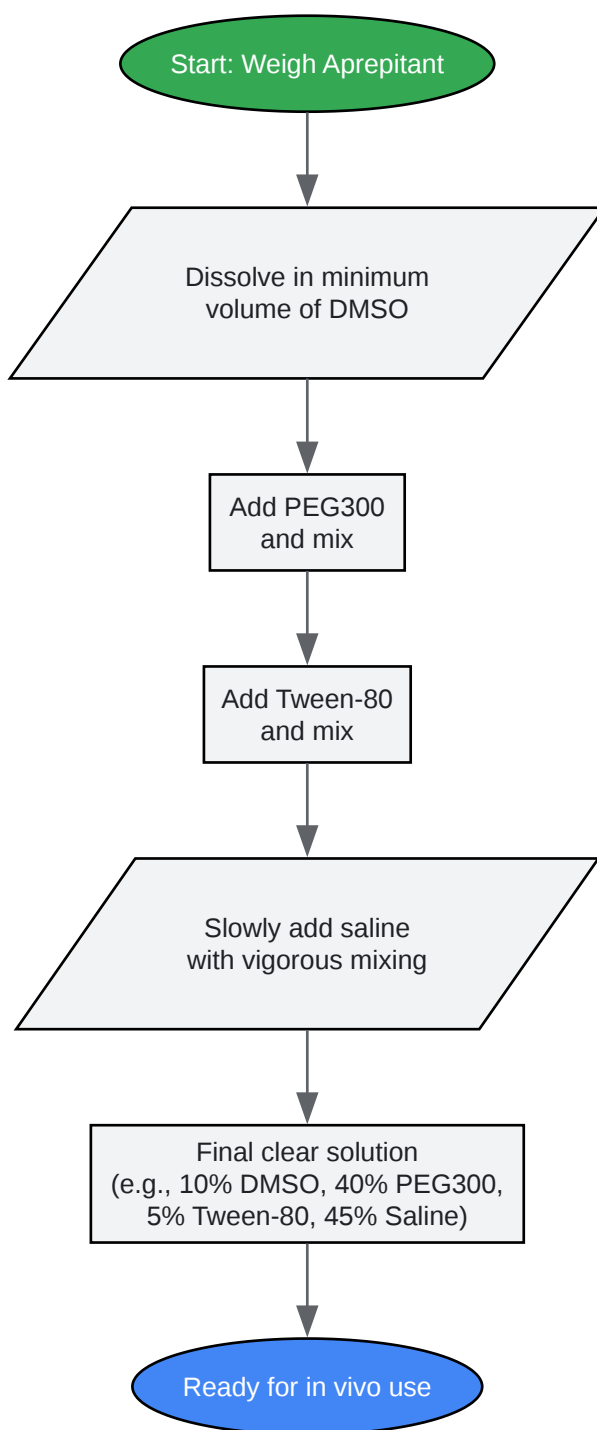 Start: Weigh Aprepitant
Dissolve in minimum
volume of DMSO
Add PEG300
and mix
Add Tween-80
and mix
Slowly add saline
with vigorous mixing
Final clear solution
(e.g., 10% DMSO, 40% PEG300,
5% Tween-80, 45% Saline)
Ready for in vivo use